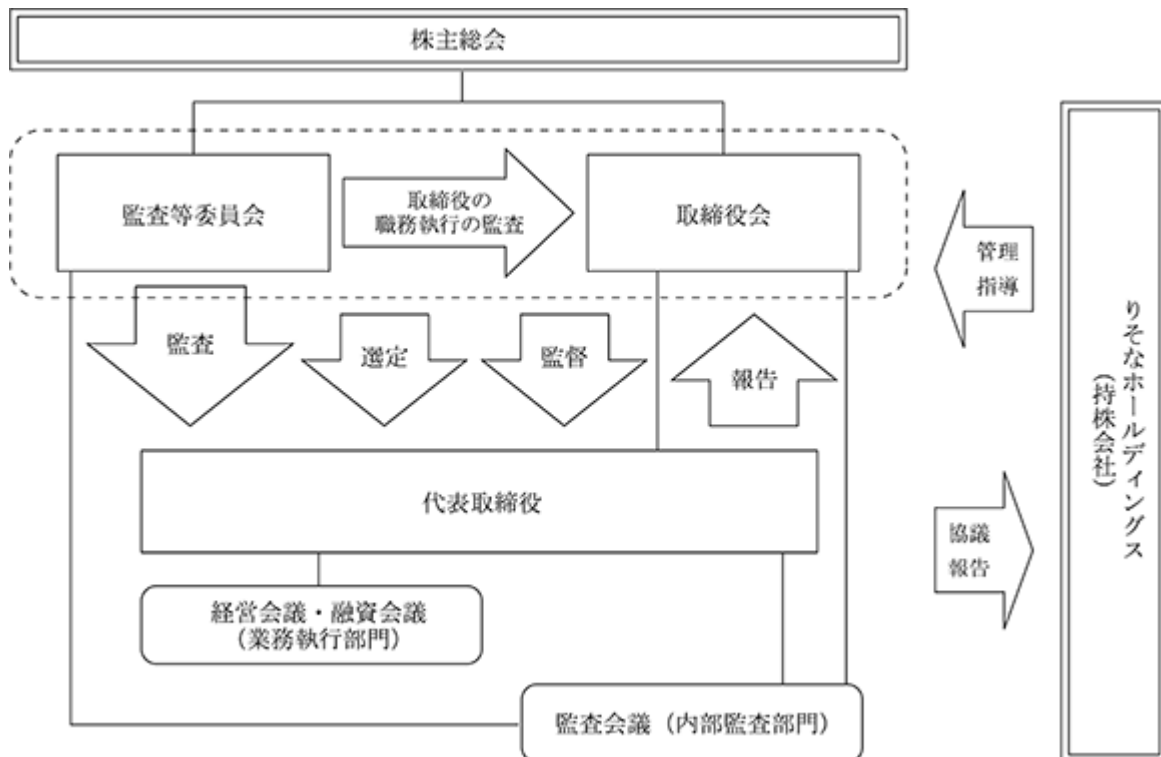 株主総会
監査等委員会
取締役の
職務執行の監査
取締役会
管理
指導
監査
選定
監督
報告
代表取締役
協議
報告
経営会議・融資会議
（業務執行部門）
監査会議（内部監査部門）
りそなホールディングス
（持株会社）